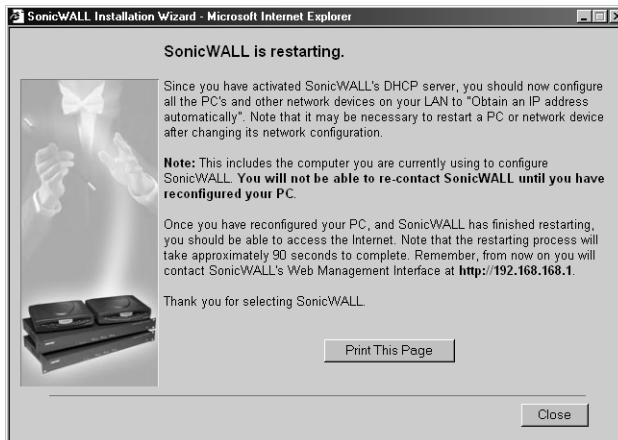 SonicWALL Installation Wizard - Microsoft Internet Explorer
SonicWALL is restarting.
Since you have activated SonicWALL's DHCP server, you should now configure
all the PC's and other network devices on your LAN to "Obtain an IP address
automatically". Note that it may be necessary to restart a PC or network device
after changing its network configuration.
Note: This includes the computer you are currently using to configure
SonicWALL. You will not be able to re-contact SonicWALL until you have
reconfigured your PC.
Once you have reconfigured your PC, and SonicWALL has finished restarting,
you should be able to access the Internet. Note that the restarting process will
take approximately 90 seconds to complete. Remember, from now on you will
contact SonicWALL's Web Management Interface at http://192.168.168.1.
Thank you for selecting SonicWALL.
Print This Page
Close